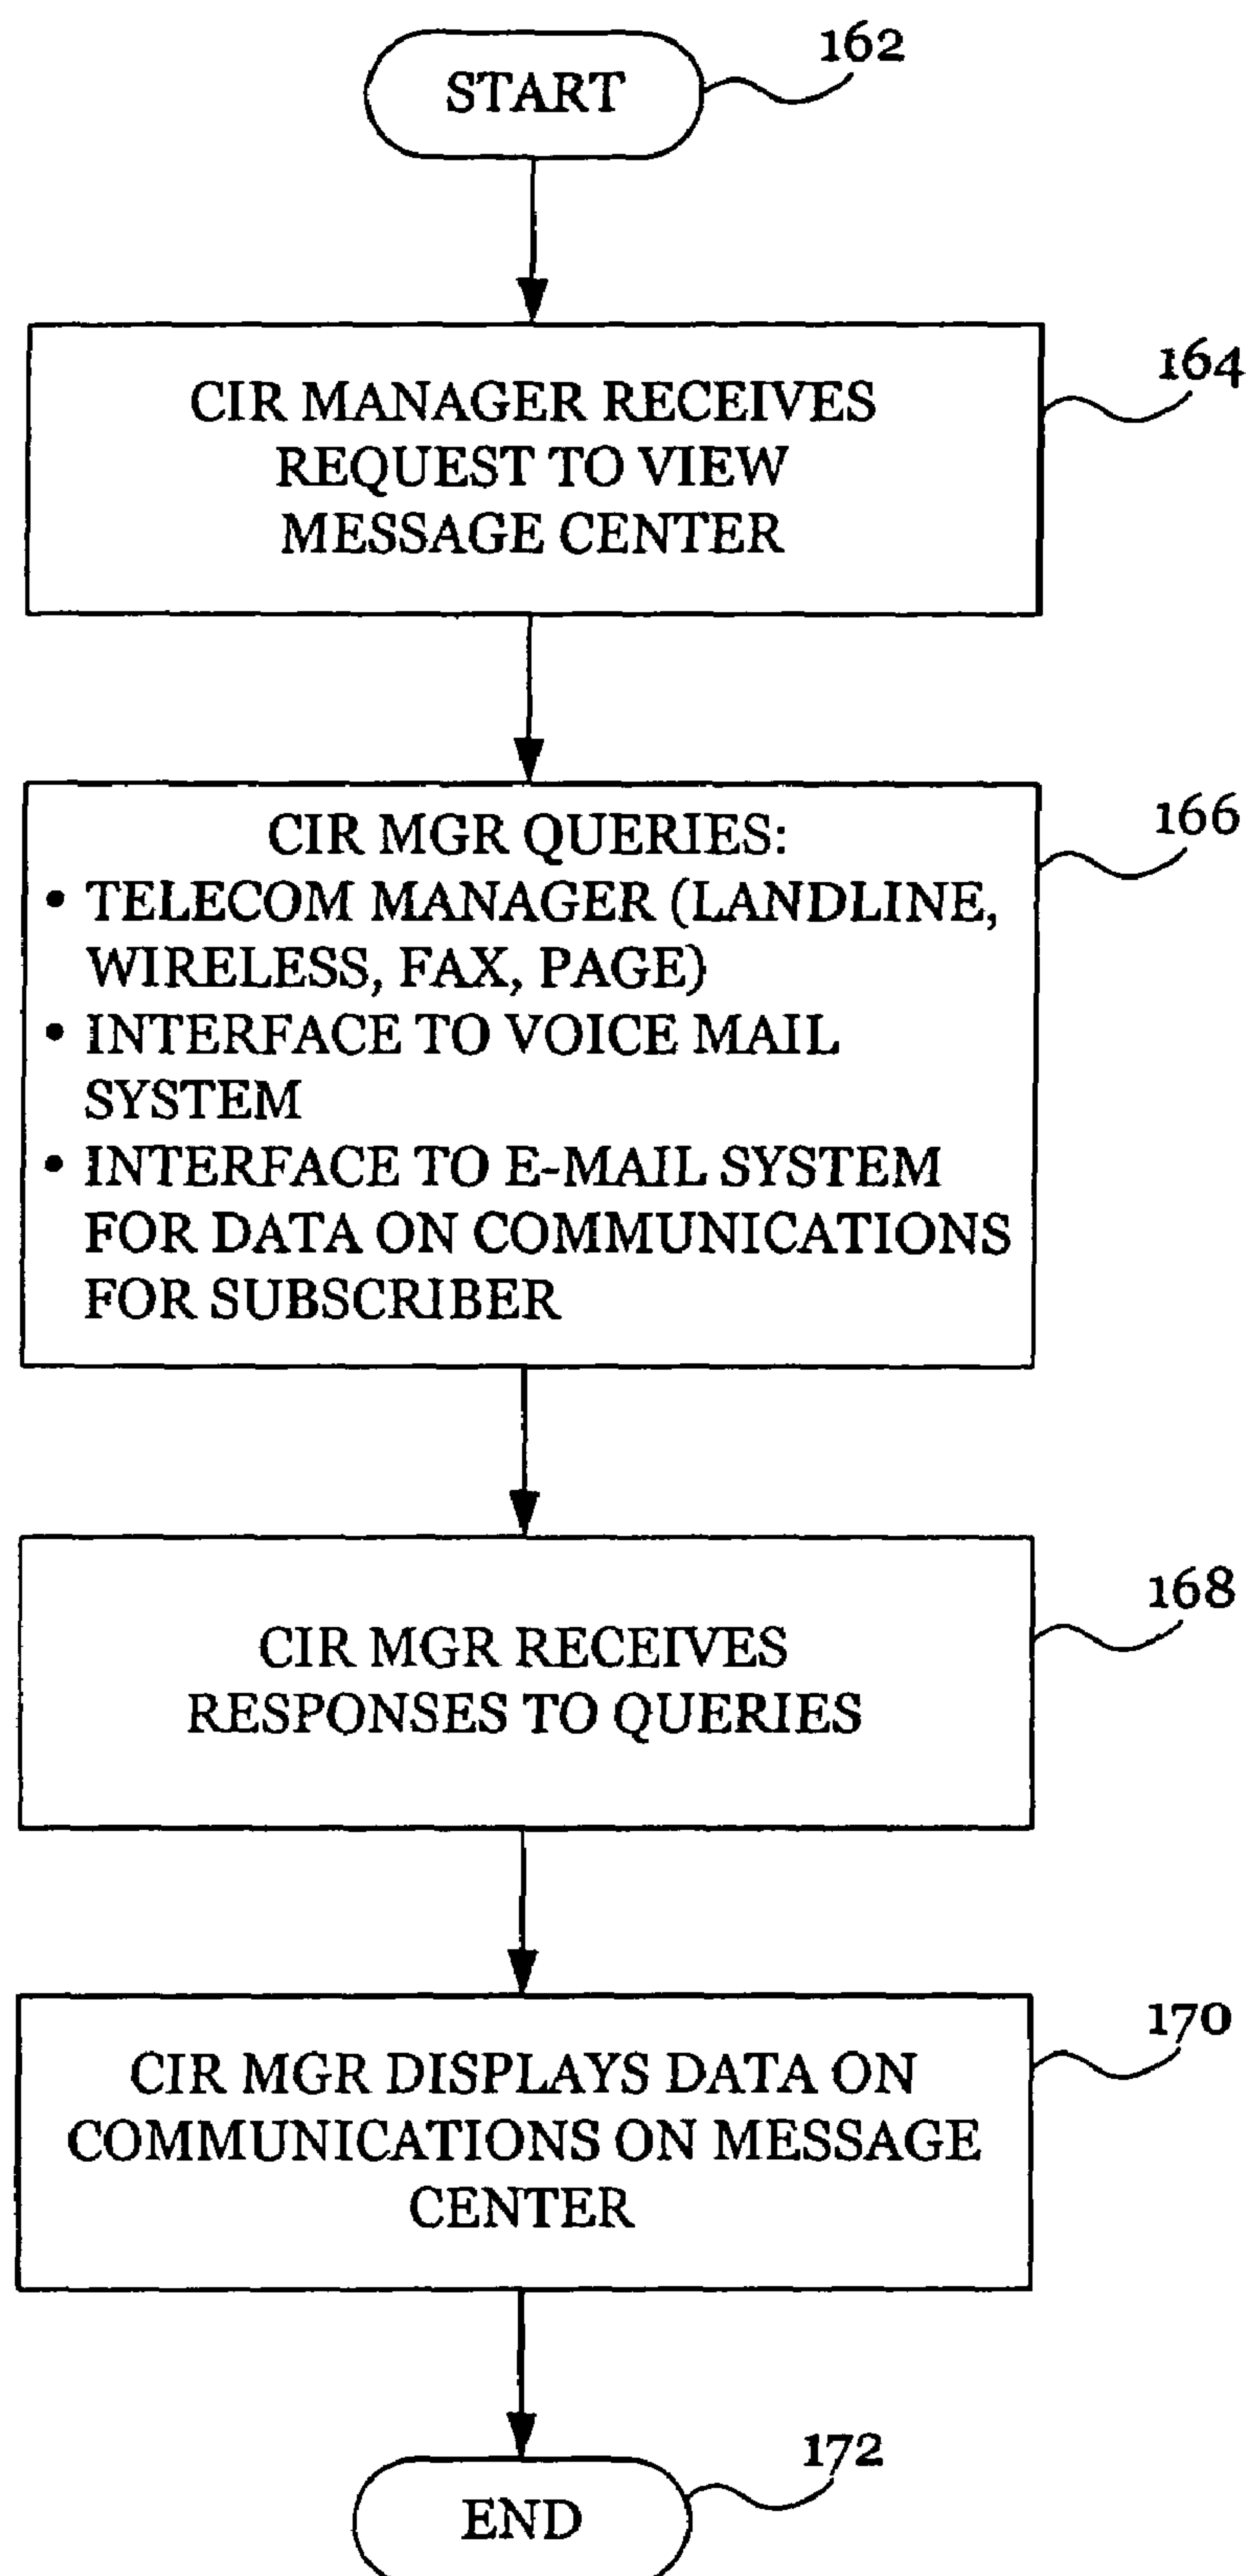 162
START
164
CIR MANAGER RECEIVES
REQUEST TO VIEW
MESSAGE CENTER
166
CIR MGR QUERIES:
• TELECOM MANAGER (LANDLINE,
WIRELESS, FAX, PAGE)
• INTERFACE TO VOICE MAIL
SYSTEM
• INTERFACE TO E-MAIL SYSTEM
FOR DATA ON COMMUNICATIONS
FOR SUBSCRIBER
168
CIR MGR RECEIVES
RESPONSES TO QUERIES
170
CIR MGR DISPLAYS DATA ON
COMMUNICATIONS ON MESSAGE
CENTER
172
END